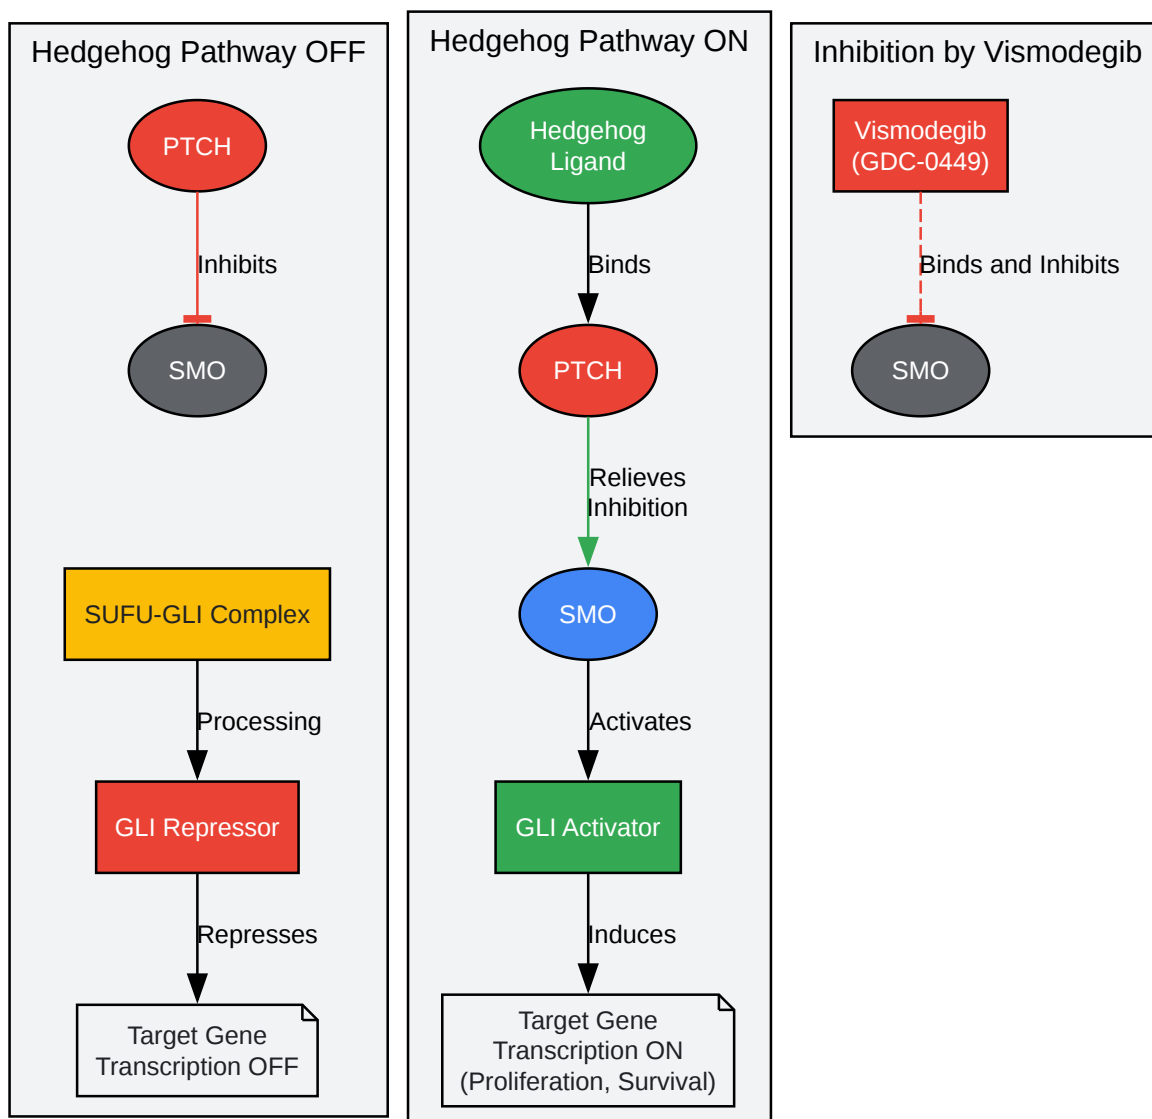 Hedgehog Pathway OFF
PTCH
Inhibits
SMO
SUFU-GLI Complex
Processing
GLI Repressor
Represses
Target Gene
Transcription OFF
Hedgehog Pathway ON
Hedgehog
Ligand
Binds
PTCH
Relieves
Inhibition
SMO
Activates
GLI Activator
Induces
Target Gene
Transcription ON
(Proliferation, Survival)
Inhibition by Vismodegib
Vismodegib
(GDC-0449)
Binds and Inhibits
SMO